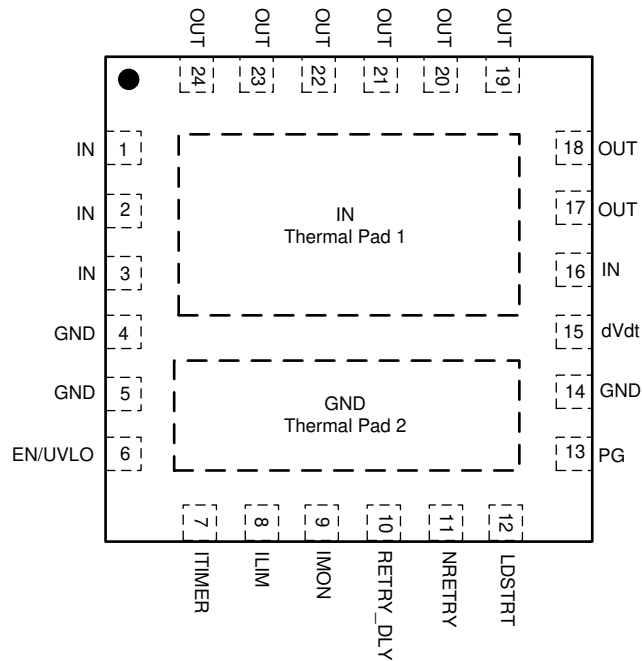 OUT OUT OUT OUT OUT OUT
24 23 22 21 20 19
IN 1
IN 2
IN 3
GND 4
GND 5
EN/UVLO 6
IN
Thermal Pad 1
GND
Thermal Pad 2
18 OUT
17 OUT
16 IN
15 dVdt
14 GND
13 PG
7 8 9 10 11 12
ITIMER
ILIM
IMON
RETRY_DLY
NRETRY
LDSTRT